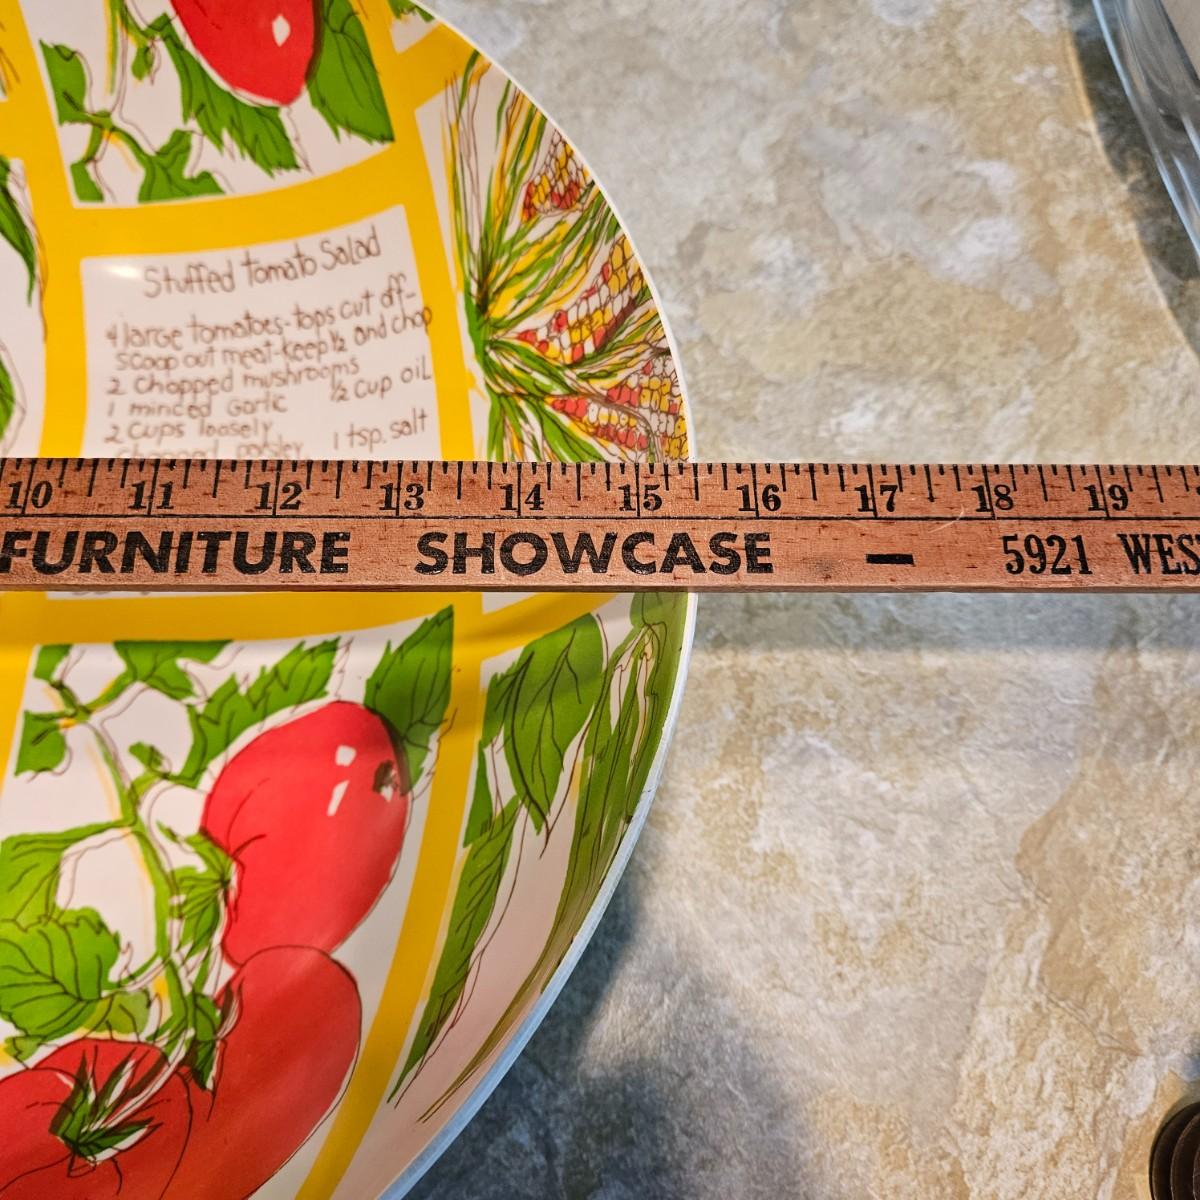 Stuffed Tomato Salad
4 large tomatoes-tops cut off-
scoop out meat-keep 1/2 and chop
2 chopped mushrooms
1/2 cup oil
1 minced Garlic
2 cups loosely
1 tsp. salt
10 11 12 13 14 15 16 17 18 19
FURNITURE SHOWCASE — 5921